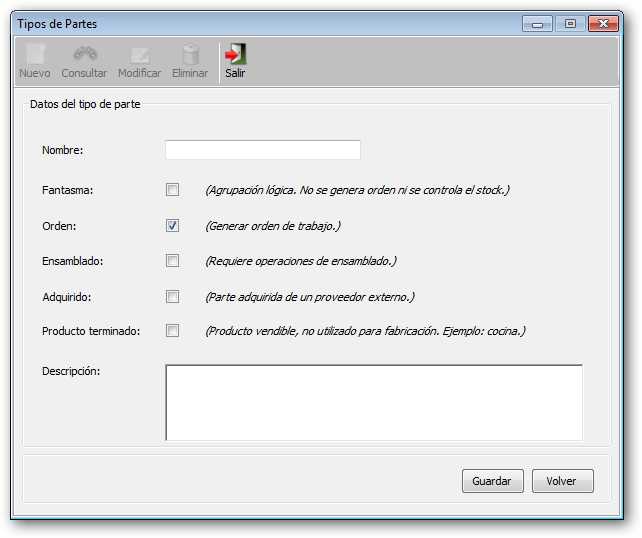 Tipos de Partes
Nuevo Consultar Modificar Eliminar Salir
Datos del tipo de parte
Nombre:
Fantasma: (Agrupación lógica. No se genera orden ni se controla el stock.)
Orden: (Generar orden de trabajo.)
Ensamblado: (Requiere operaciones de ensamblado.)
Adquirido: (Parte adquirida de un proveedor externo.)
Producto terminado: (Producto vendible, no utilizado para fabricación. Ejemplo: cocina.)
Descripción:
Guardar Volver